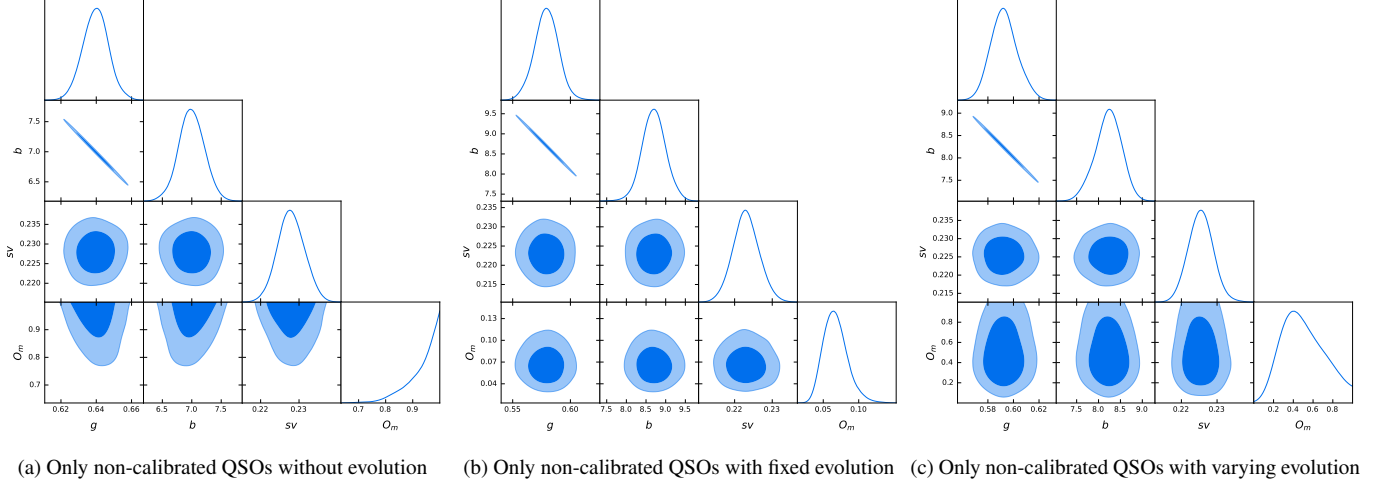 7.5
7.0
6.5
b
0.235
0.230
0.225
0.220
sv
0.9
0.8
0.7
O_m
0.62 0.64 0.66 6.5 7.0 7.5 0.22 0.23 0.7 0.8 0.9
g b sv O_m
9.5
9.0
8.5
8.0
7.5
b
0.235
0.230
0.225
0.220
0.215
sv
0.13
0.10
0.07
0.04
O_m
0.55 0.60 7.5 8.0 8.5 9.0 9.5 0.22 0.23 0.05 0.10
g b sv O_m
9.0
8.5
8.0
7.5
b
0.235
0.230
0.225
0.220
0.215
sv
0.8
0.6
0.4
0.2
O_m
0.58 0.60 0.62 7.5 8.0 8.5 9.0 0.22 0.23 0.2 0.4 0.6 0.8
g b sv O_m
(a) Only non-calibrated QSOs without evolution
(b) Only non-calibrated QSOs with fixed evolution
(c) Only non-calibrated QSOs with varying evolution